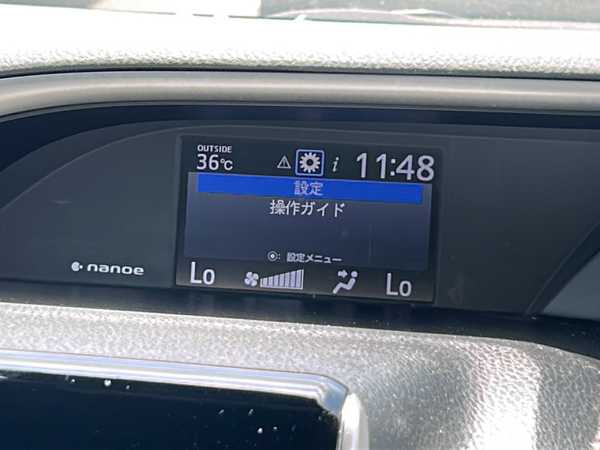 OUTSIDE
36℃ i 11:48
設定
操作ガイド
: 設定メニュー
nanoe
Lo Lo